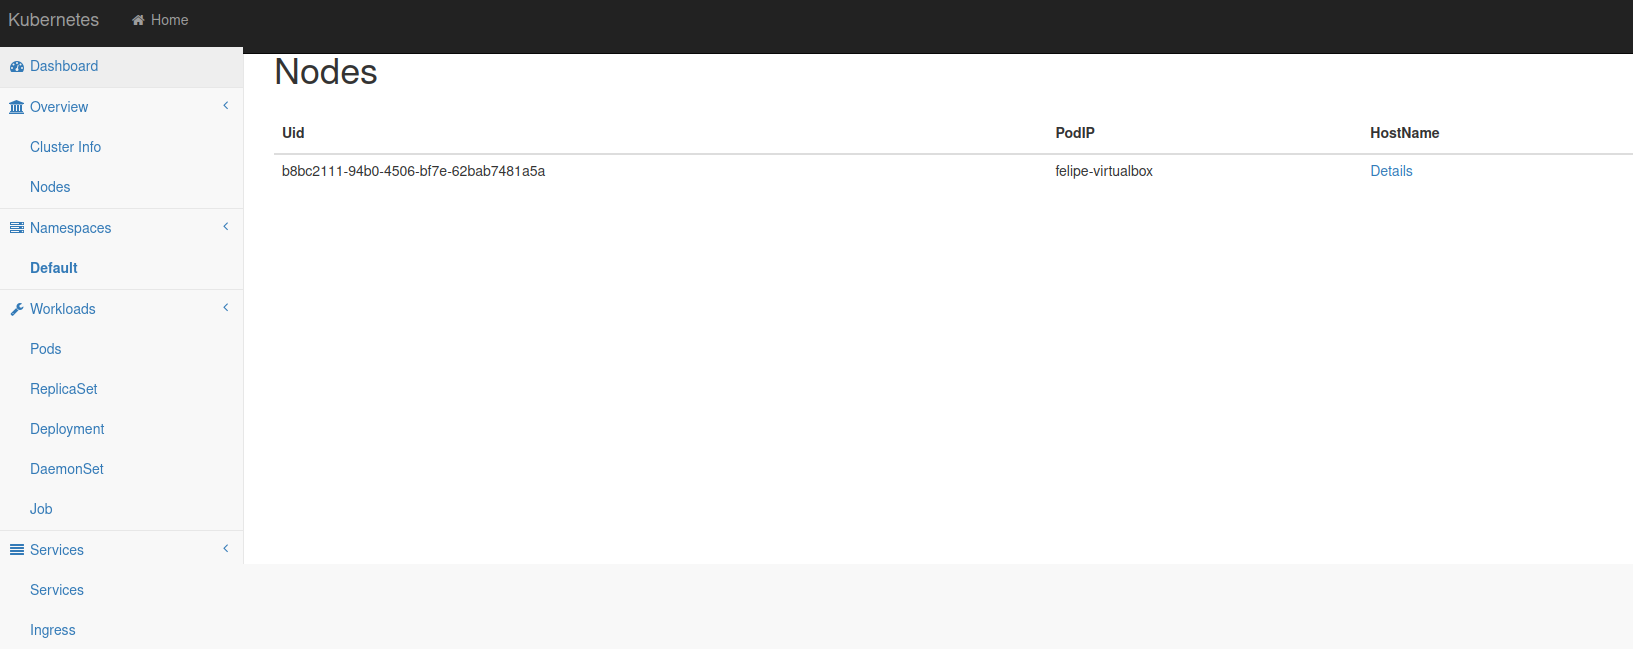 Kubernetes Home
Dashboard
Overview
Cluster Info
Nodes
Namespaces
Default
Workloads
Pods
ReplicaSet
Deployment
DaemonSet
Job
Services
Services
Ingress
Nodes
Uid PodIP HostName
b8bc2111-94b0-4506-bf7e-62bab7481a5a felipe-virtualbox Details